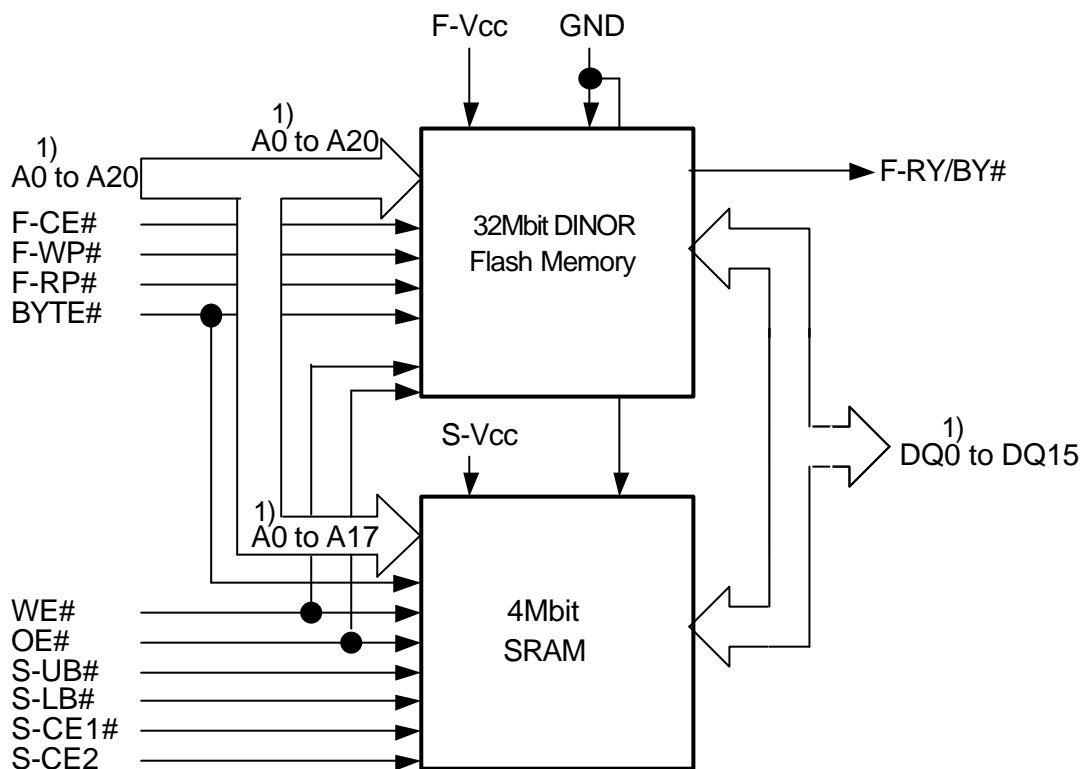 F-Vcc
GND
1)
A0 to A20
1)
A0 to A20
F-RY/BY#
F-CE#
F-WP#
F-RP#
BYTE#
32Mbit DINOR
Flash Memory
S-Vcc
1)
DQ0 to DQ15
1)
A0 to A17
WE#
OE#
S-UB#
S-LB#
S-CE1#
S-CE2
4Mbit
SRAM